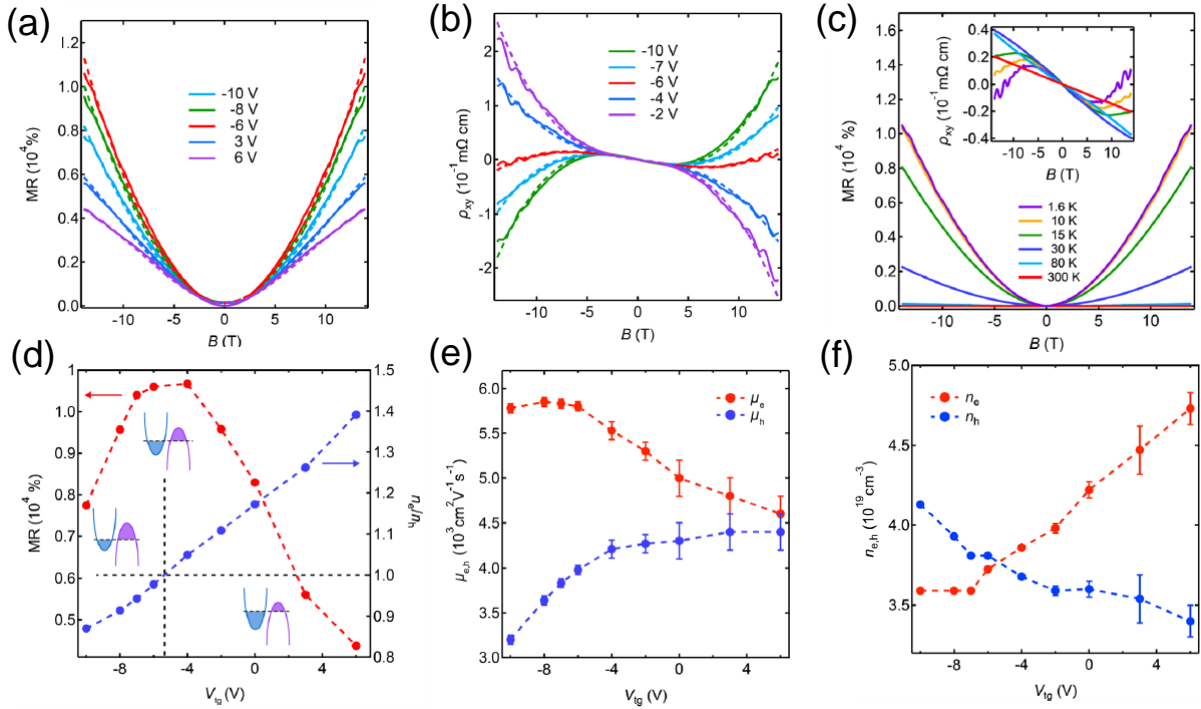 (a)
MR (10⁴ %)
1.2
1.0
0.8
0.6
0.4
0.2
0.0
-10 V
-8 V
-6 V
3 V
6 V
-10
-5
0
5
10
B (T)
(b)
ρxy (10⁻¹ mΩ cm)
2
1
0
-1
-2
-10 V
-7 V
-6 V
-4 V
-2 V
-10
-5
0
5
10
B (T)
(c)
MR (10⁴ %)
1.6
1.4
1.2
1.0
0.8
0.6
0.4
0.2
0.0
ρxy (10⁻¹ mΩ cm)
0.4
0.2
0.0
-0.2
0.4
-10
-5
0
5
10
B (T)
1.6 K
10 K
15 K
30 K
80 K
300 K
-10
-5
0
5
10
B (T)
(d)
MR (10⁴ %)
1
1.0
0.9
0.8
0.7
0.6
0.5
1.5
1.4
1.3
1.2
1.1
1.0
0.9
0.8
nₑ/nₕ
-8
-4
0
4
Vtg (V)
(e)
μe,h (10³ cm²V⁻¹s⁻¹)
6.0
5.5
5.0
4.5
4.0
3.5
3.0
μₑ
μₕ
-8
-4
0
4
Vtg (V)
(f)
ne,h (10¹⁹ cm⁻³)
5.0
4.5
4.0
3.5
nₑ
nₕ
-8
-4
0
4
Vtg (V)